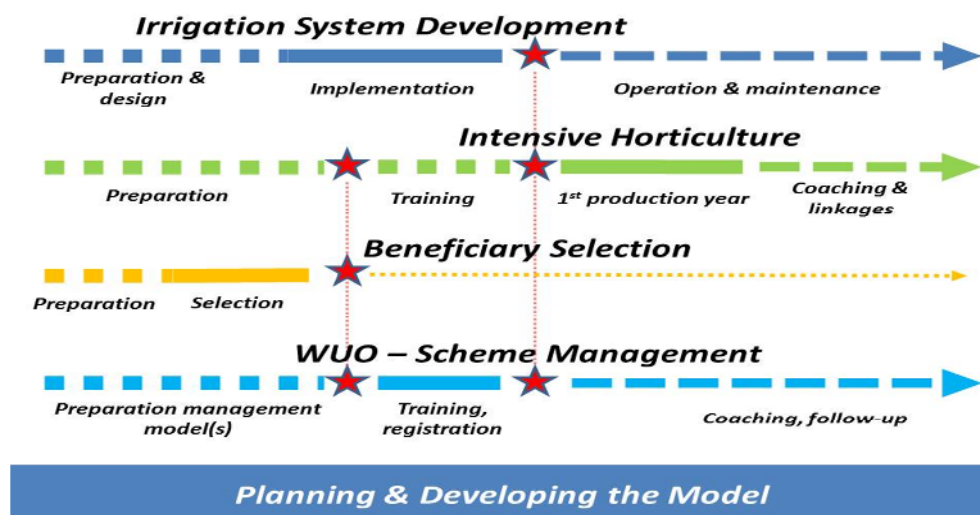 Irrigation System Development
Preparation &
design
Implementation
Operation & maintenance
Intensive Horticulture
Preparation
Training
1st production year
Coaching &
linkages
Beneficiary Selection
Preparation
Selection
WUO – Scheme Management
Preparation management
model(s)
Training,
registration
Coaching, follow-up
Planning & Developing the Model